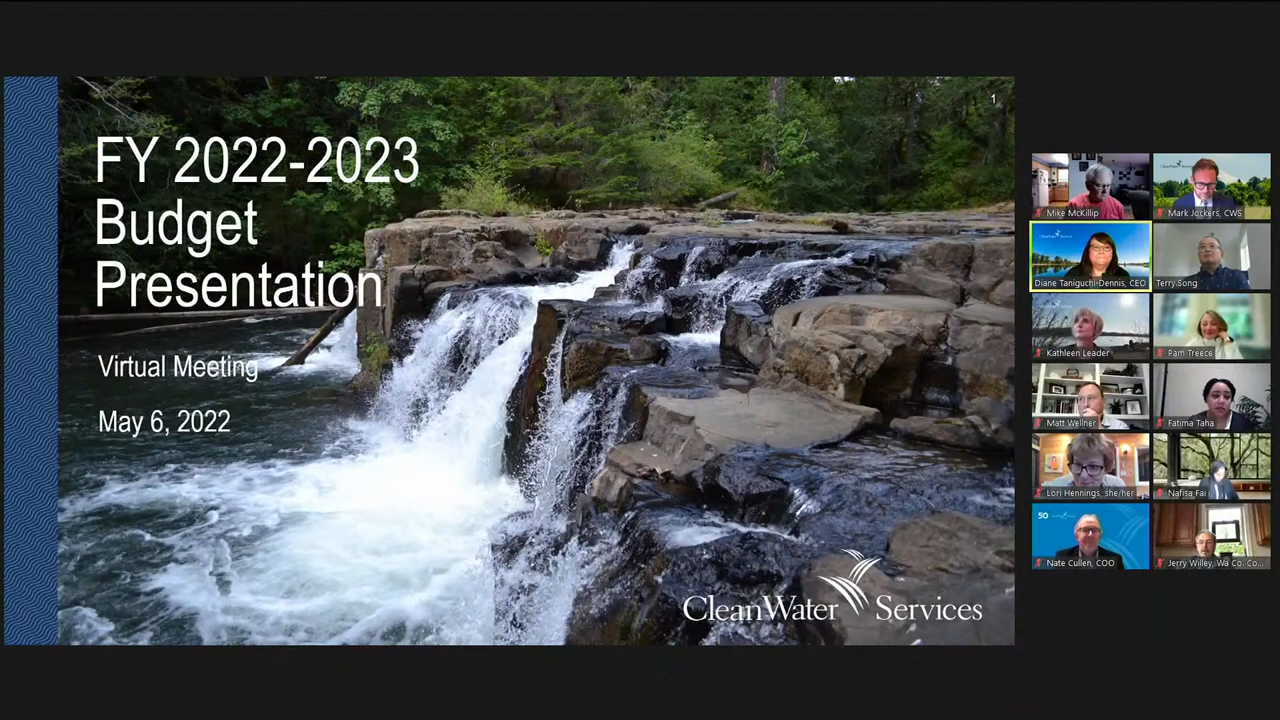 1
FY 2022-2023
Budget
Presentation
Virtual Meeting
May 6, 2022
CleanWater Services
Mike McKillip
Mark Jockers, CWS
Diane Taniguchi-Dennis, CEO
Terry.Song
Kathleen Leader
Pam Treece
Matt Wellner
Fatima Taha
Lori Hennings, she/her
Nafisa Fai
50
Nate Cullen, COO
Jerry Willey, Wa Co. Co...